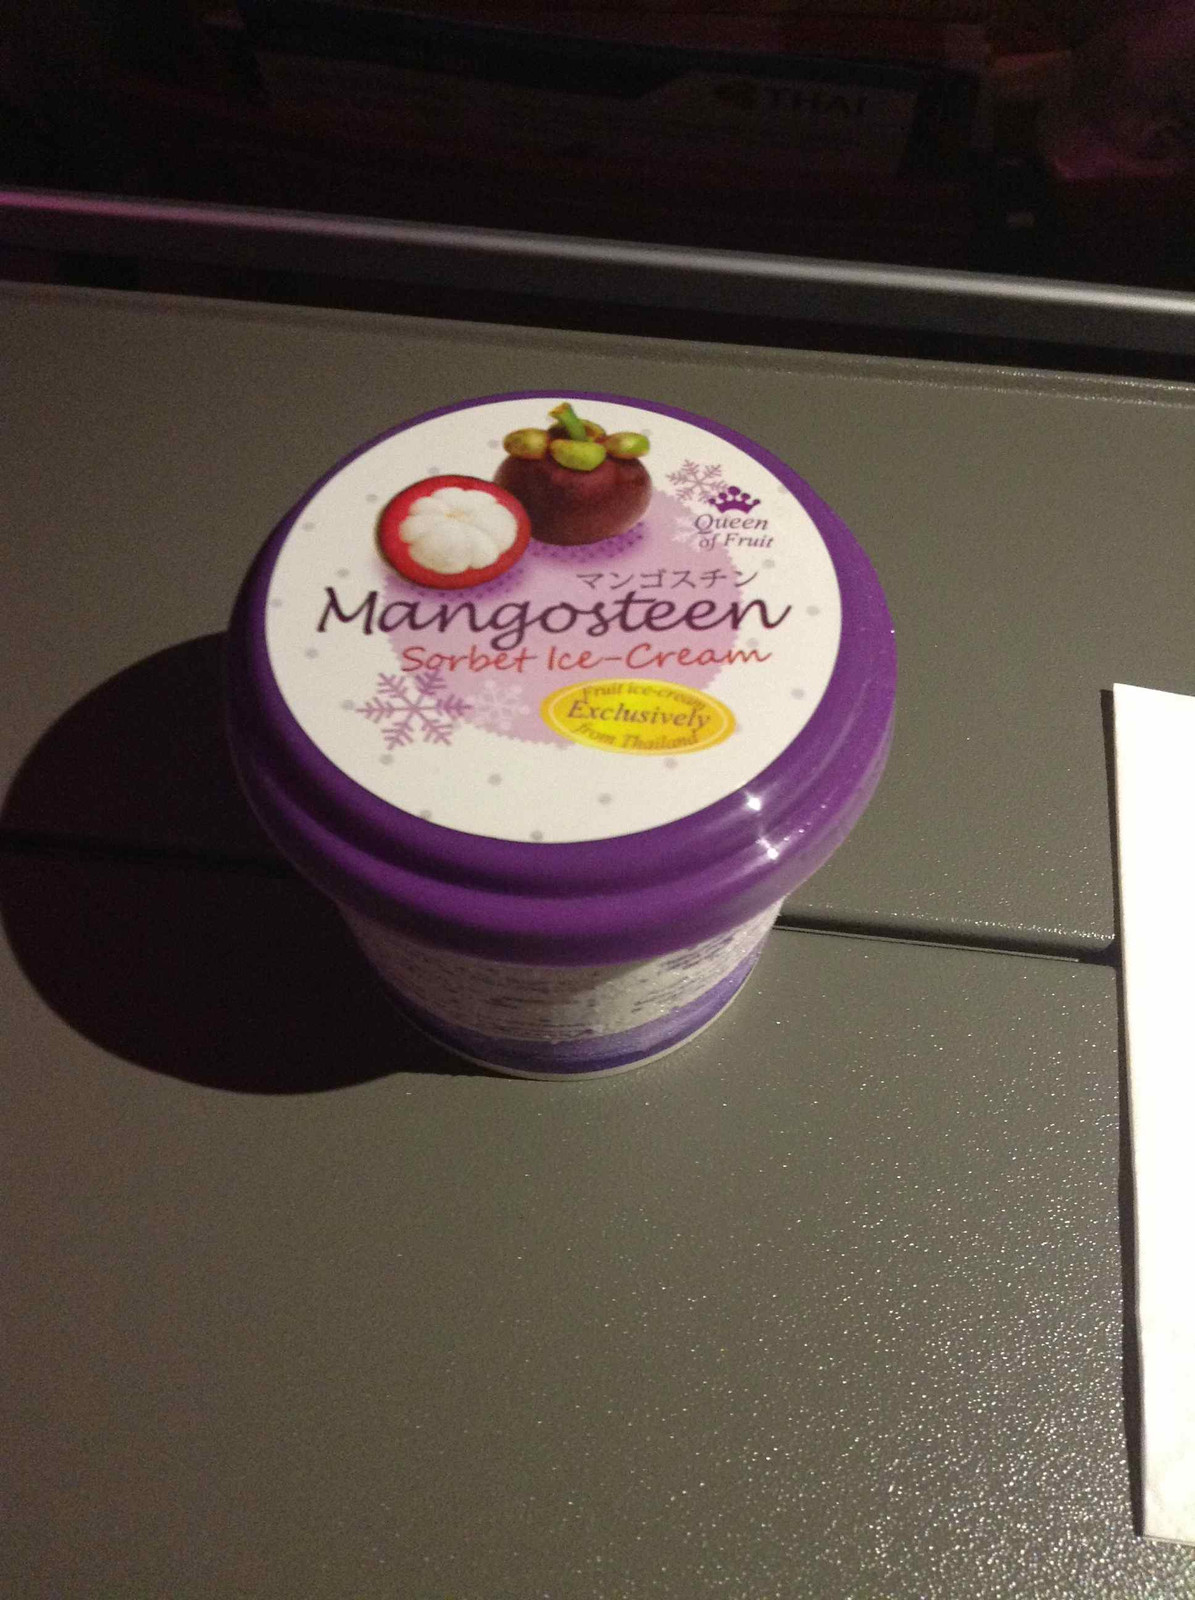 THAI
Queen
of Fruit
マンゴスチン
Mangosteen
Sorbet Ice-Cream
Fruit ice-cream
Exclusively
from Thailand